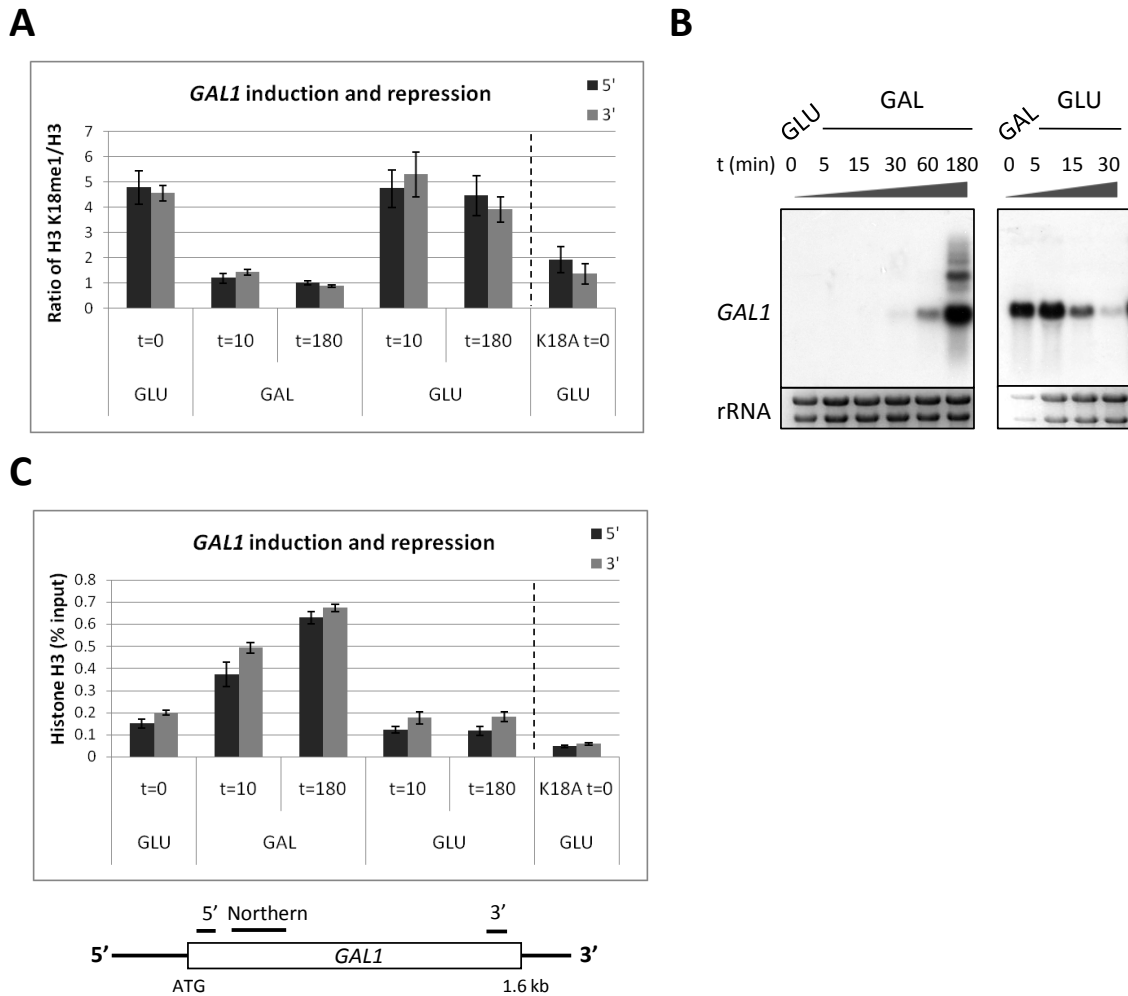 A
GAL1 induction and repression
5'
3'
Ratio of H3 K18me1/H3
7
6
5
4
3
2
1
0
t=0 t=10 t=180 t=10 t=180 K18A t=0
GLU GAL GLU GLU
B
GLU GAL GAL GLU
t (min) 0 5 15 30 60 180 0 5 15 30
GAL1
rRNA
C
GAL1 induction and repression
5'
3'
Histone H3 (% input)
0.8
0.7
0.6
0.5
0.4
0.3
0.2
0.1
0
t=0 t=10 t=180 t=10 t=180 K18A t=0
GLU GAL GLU GLU
5’ Northern 3’
5’ GAL1 3’
ATG 1.6 kb